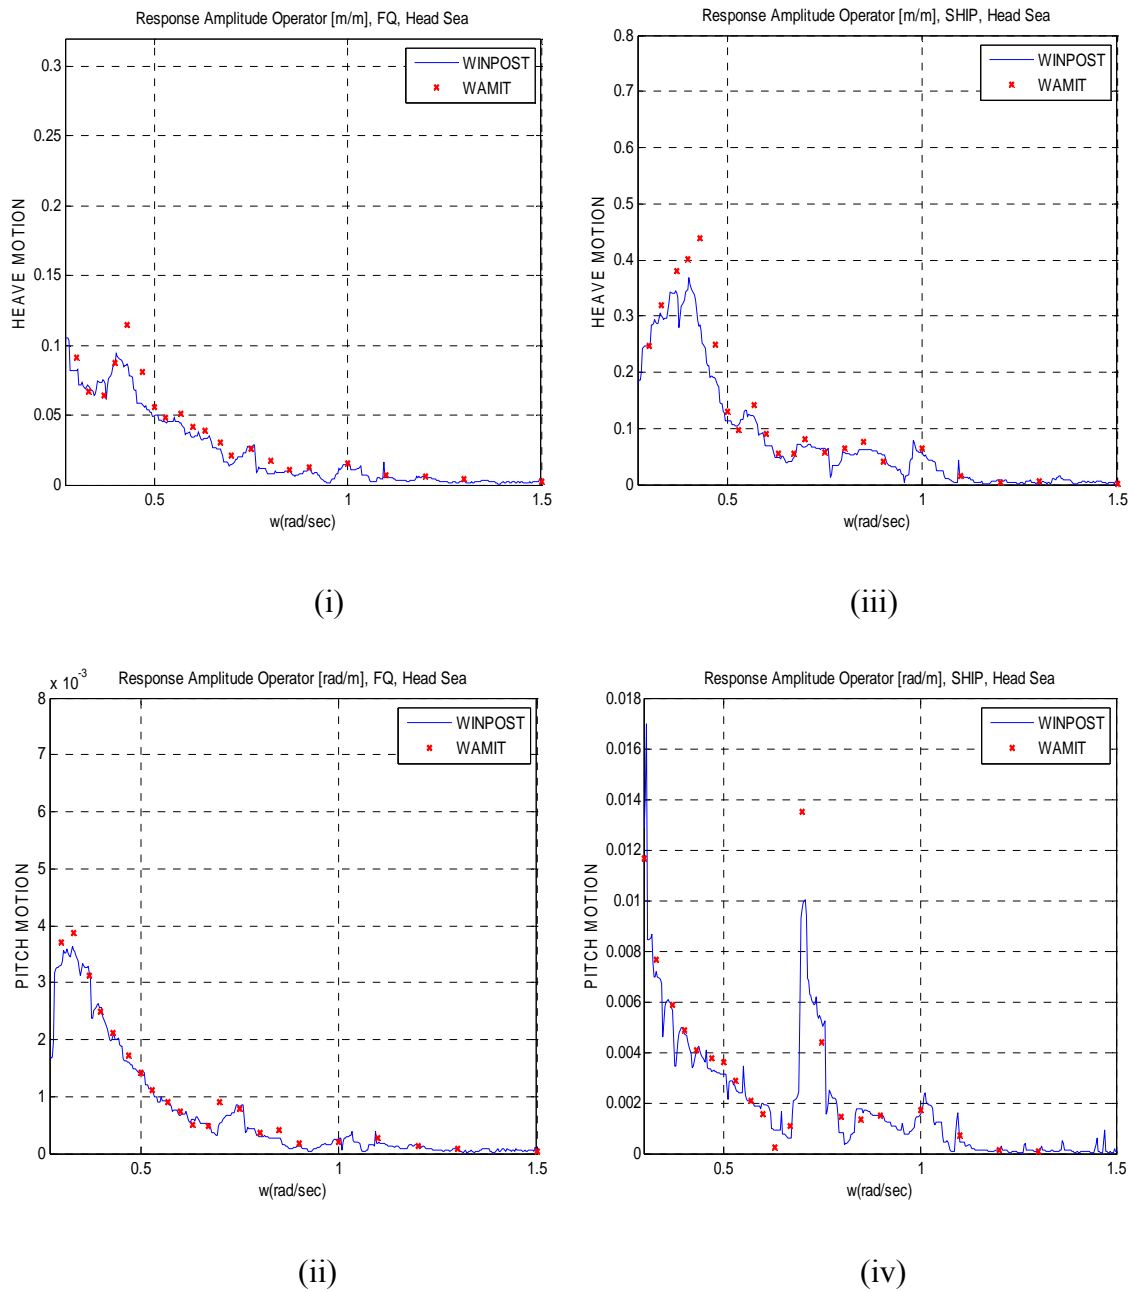 Response Amplitude Operator [m/m], FQ, Head Sea
WINPOST
WAMIT
HEAVE MOTION
0.3
0.25
0.2
0.15
0.1
0.05
0
0.5
1
1.5
w(rad/sec)
(i)
Response Amplitude Operator [m/m], SHIP, Head Sea
WINPOST
WAMIT
HEAVE MOTION
0.8
0.7
0.6
0.5
0.4
0.3
0.2
0.1
0
0.5
1
1.5
w(rad/sec)
(iii)
x 10^-3
Response Amplitude Operator [rad/m], FQ, Head Sea
WINPOST
WAMIT
PITCH MOTION
8
7
6
5
4
3
2
1
0
0.5
1
1.5
w(rad/sec)
(ii)
Response Amplitude Operator [rad/m], SHIP, Head Sea
WINPOST
WAMIT
PITCH MOTION
0.018
0.016
0.014
0.012
0.01
0.008
0.006
0.004
0.002
0
0.5
1
1.5
w(rad/sec)
(iv)